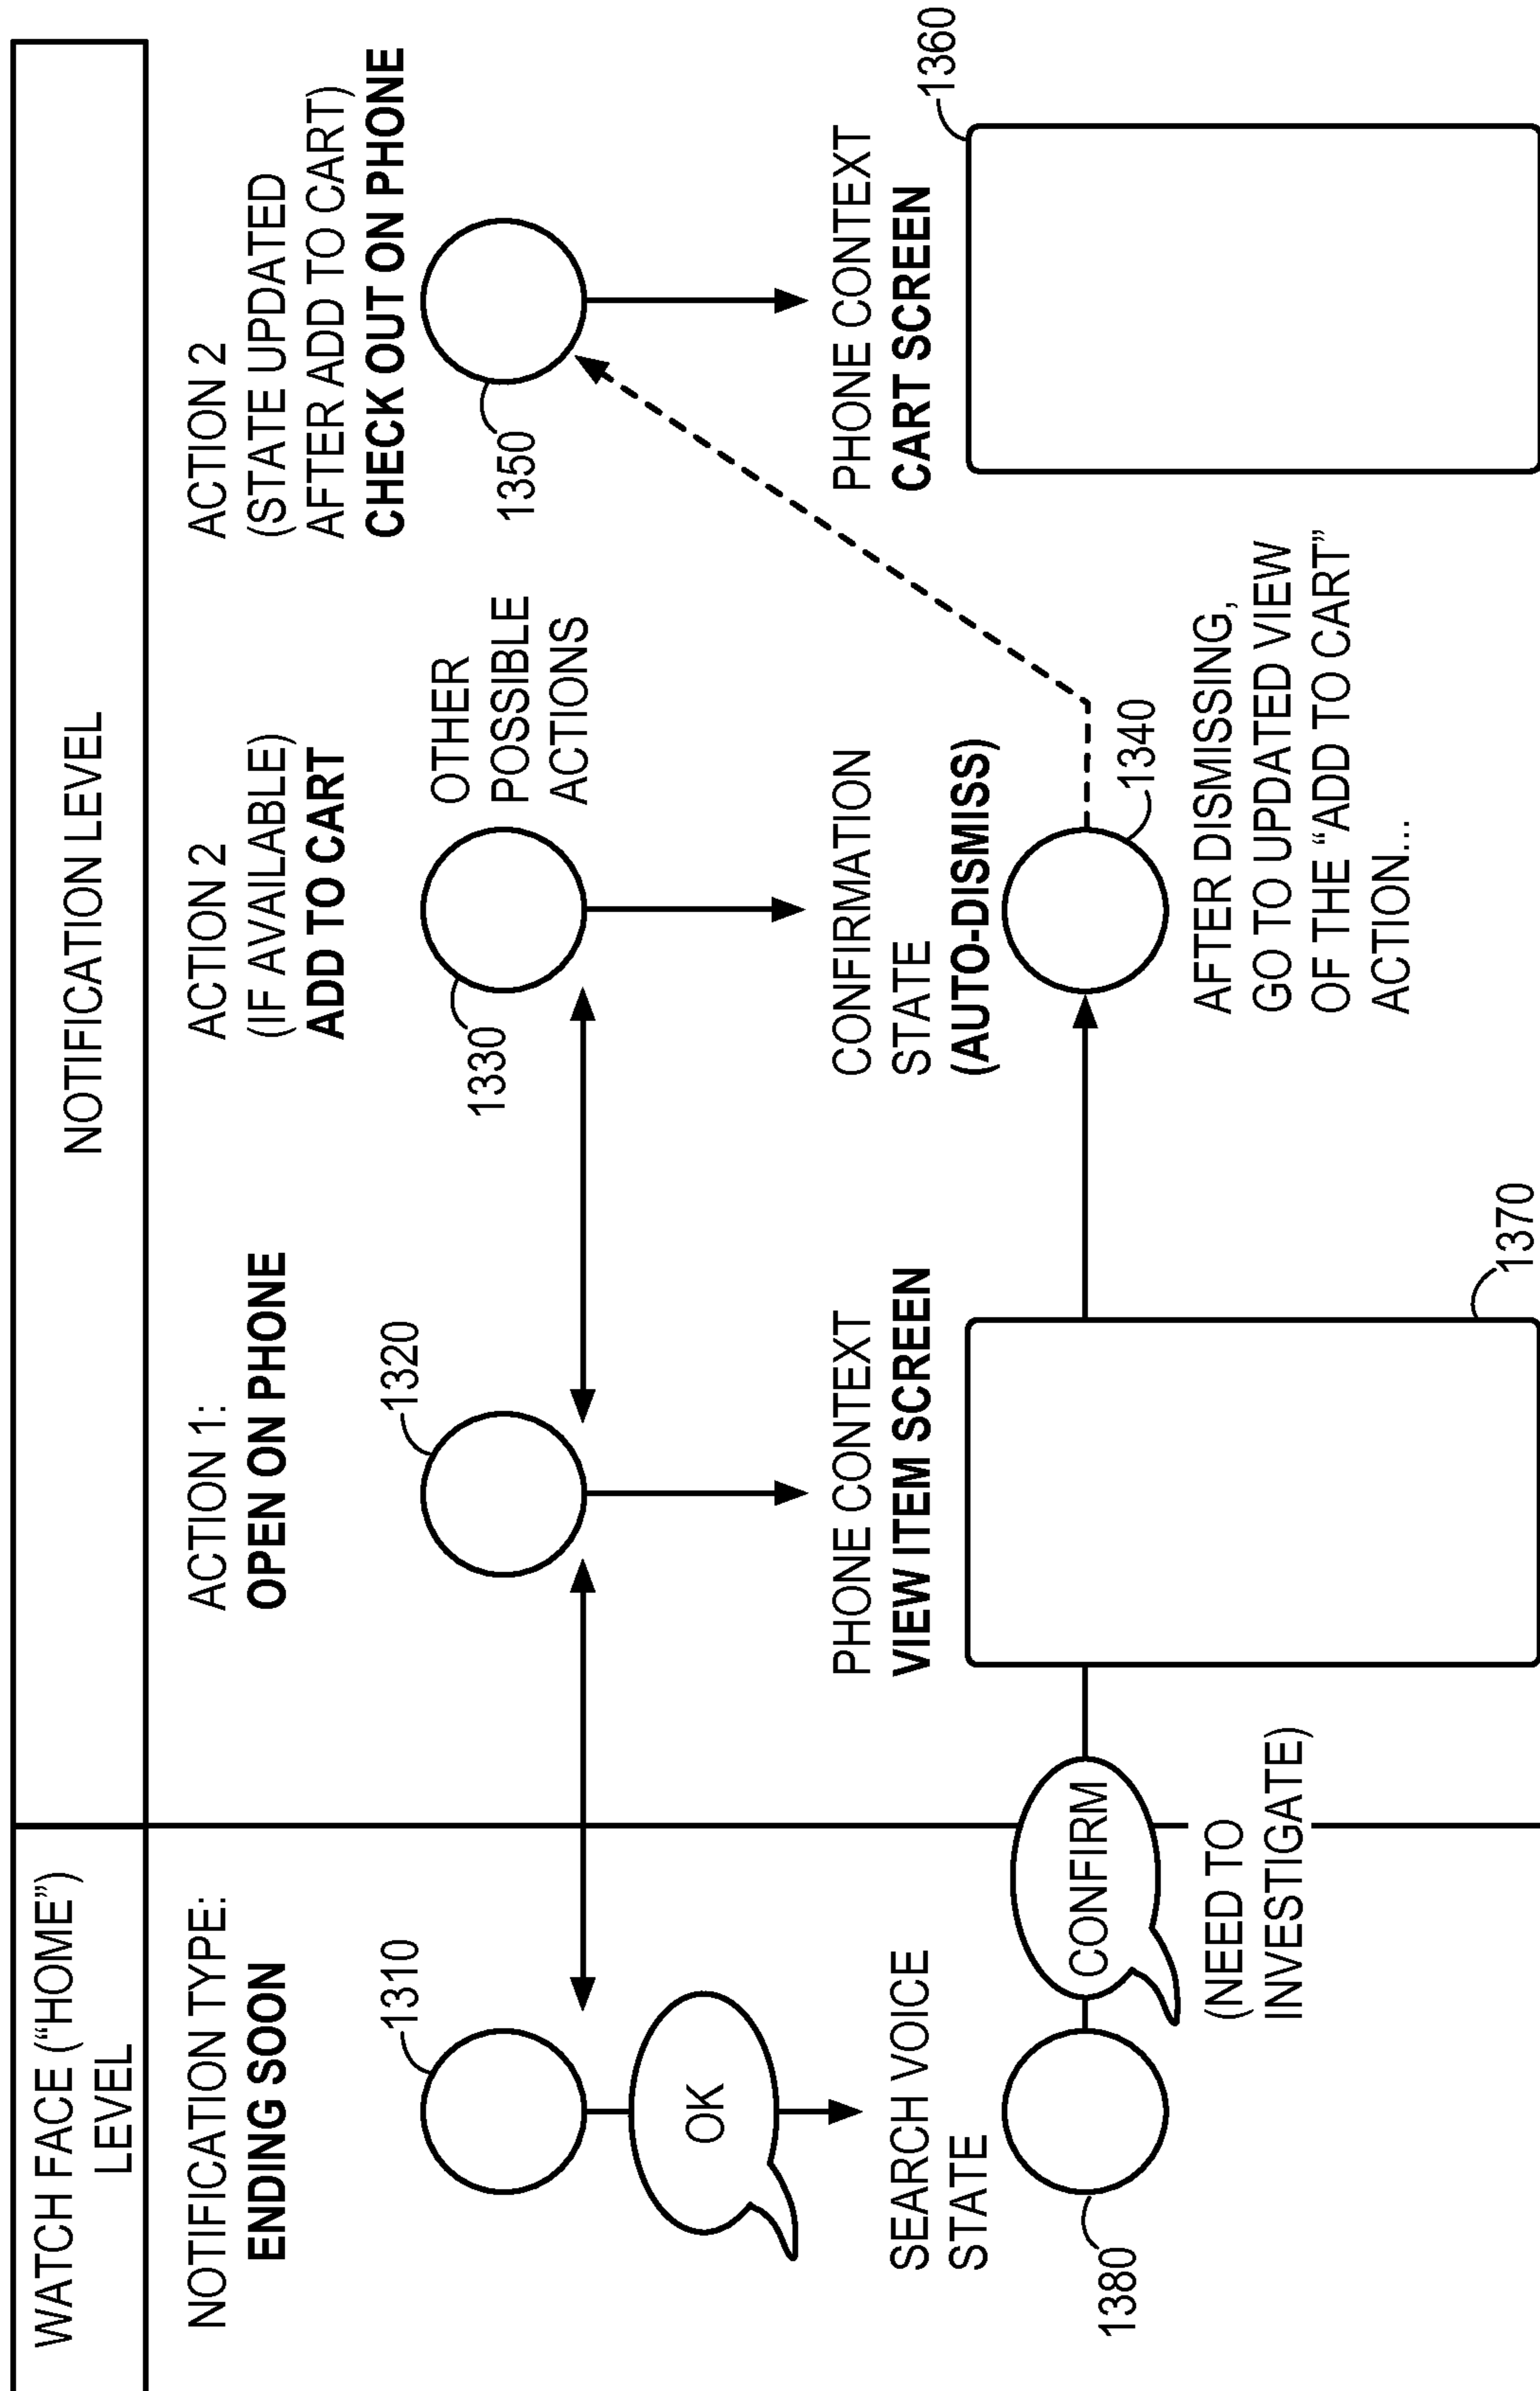 WATCH FACE (“HOME”)
LEVEL
NOTIFICATION LEVEL
NOTIFICATION TYPE:
ENDING SOON
1310
ACTION 1:
OPEN ON PHONE
1320
ACTION 2
(IF AVAILABLE)
ADD TO CART
1330
OTHER
POSSIBLE
ACTIONS
ACTION 2
(STATE UPDATED
AFTER ADD TO CART)
CHECK OUT ON PHONE
1350
OK
SEARCH VOICE
STATE
1380
CONFIRM
(NEED TO
INVESTIGATE)
PHONE CONTEXT
VIEW ITEM SCREEN
1370
CONFIRMATION
STATE
(AUTO-DISMISS)
1340
AFTER DISMISSING,
GO TO UPDATED VIEW
OF THE “ADD TO CART”
ACTION...
PHONE CONTEXT
CART SCREEN
1360